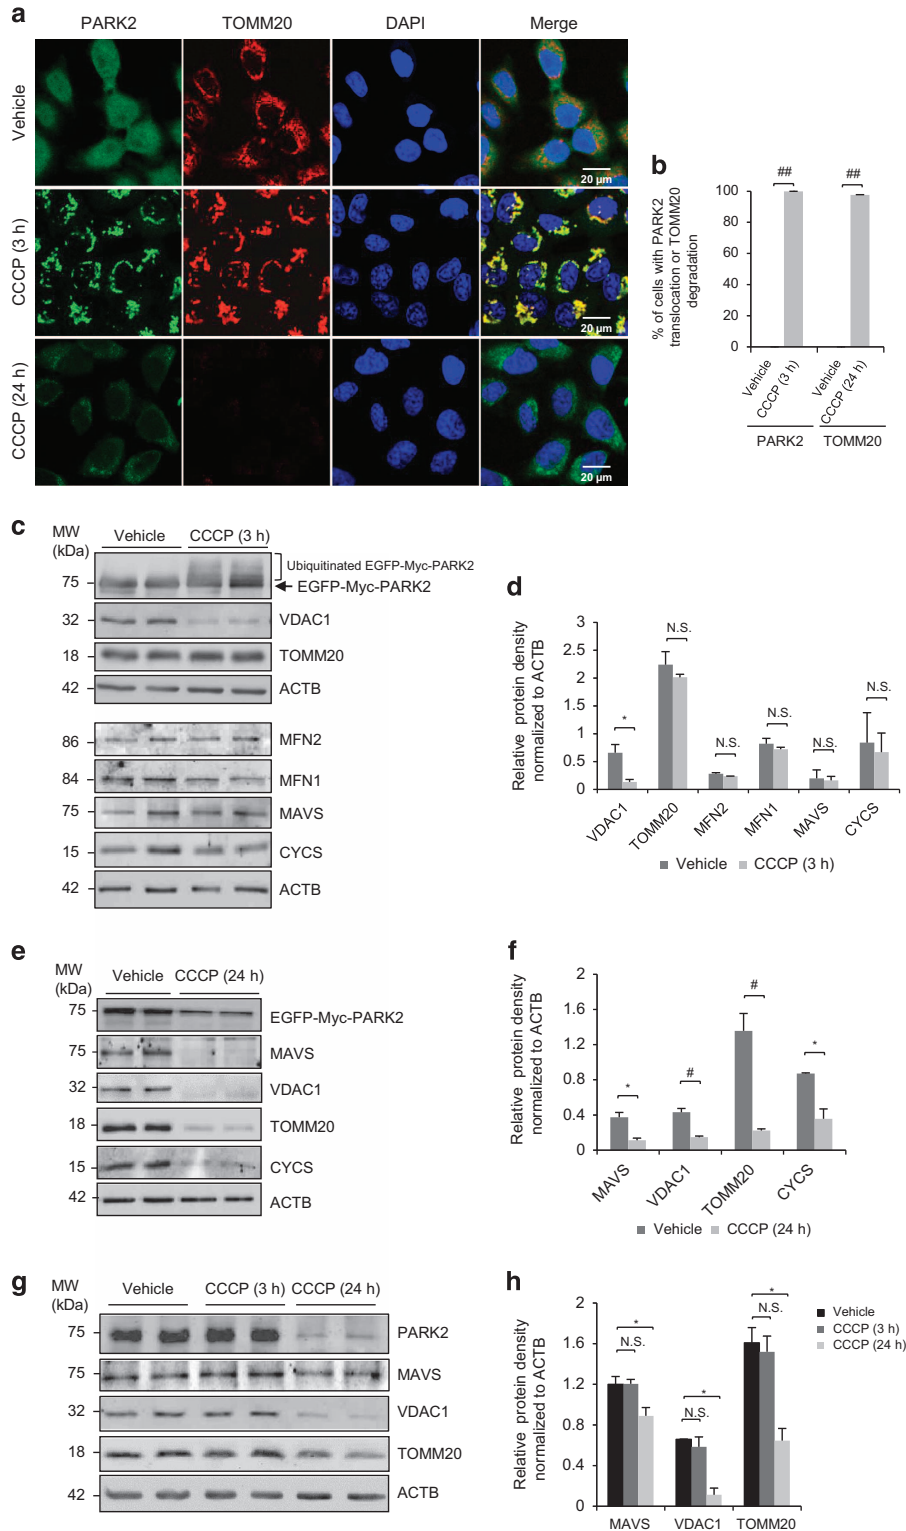 a
PARK2 TOMM20 DAPI Merge
Vehicle
20 µm
CCCP (3 h)
20 µm
CCCP (24 h)
20 µm
b
% of cells with PARK2
translocation or TOMM20
degradation
100
80
60
40
20
0
## ##
Vehicle CCCP (3 h) Vehicle CCCP (24 h)
PARK2 TOMM20
c
MW
(kDa)
Vehicle CCCP (3 h)
Ubiquitinated EGFP-Myc-PARK2
75 EGFP-Myc-PARK2
32 VDAC1
18 TOMM20
42 ACTB
86 MFN2
84 MFN1
75 MAVS
15 CYCS
42 ACTB
d
Relative protein density
normalized to ACTB
3
2.5
2
1.5
1
0.5
0
* N.S. N.S. N.S. N.S. N.S.
VDAC1 TOMM20 MFN2 MFN1 MAVS CYCS
Vehicle CCCP (3 h)
e
MW
(kDa)
Vehicle CCCP (24 h)
75 EGFP-Myc-PARK2
75 MAVS
32 VDAC1
18 TOMM20
15 CYCS
42 ACTB
f
Relative protein density
normalized to ACTB
2
1.6
1.2
0.8
0.4
0
* # # *
MAVS VDAC1 TOMM20 CYCS
Vehicle CCCP (24 h)
g
MW
(kDa)
Vehicle CCCP (3 h) CCCP (24 h)
75 PARK2
75 MAVS
32 VDAC1
18 TOMM20
42 ACTB
h
Relative protein density
normalized to ACTB
2
1.6
1.2
0.8
0.4
0
* N.S. * N.S. * N.S.
MAVS VDAC1 TOMM20
Vehicle
CCCP (3 h)
CCCP (24 h)